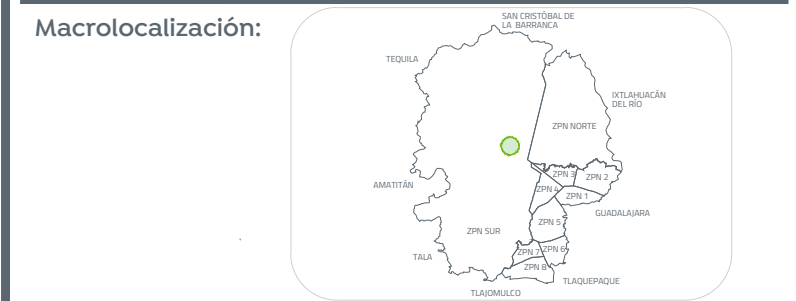 Macrolocalización:
SAN CRISTÓBAL DE
LA BARRANCA
TEQUILA
IXTLAHUACÁN
DEL RÍO
ZPN NORTE
ZPN 3
ZPN 2
AMATITÁN
ZPN 4
ZPN 1
GUADALAJARA
ZPN 5
ZPN SUR
ZPN 7
ZPN 6
TALA
ZPN 8
TLAQUEPAQUE
TLAJOMULCO